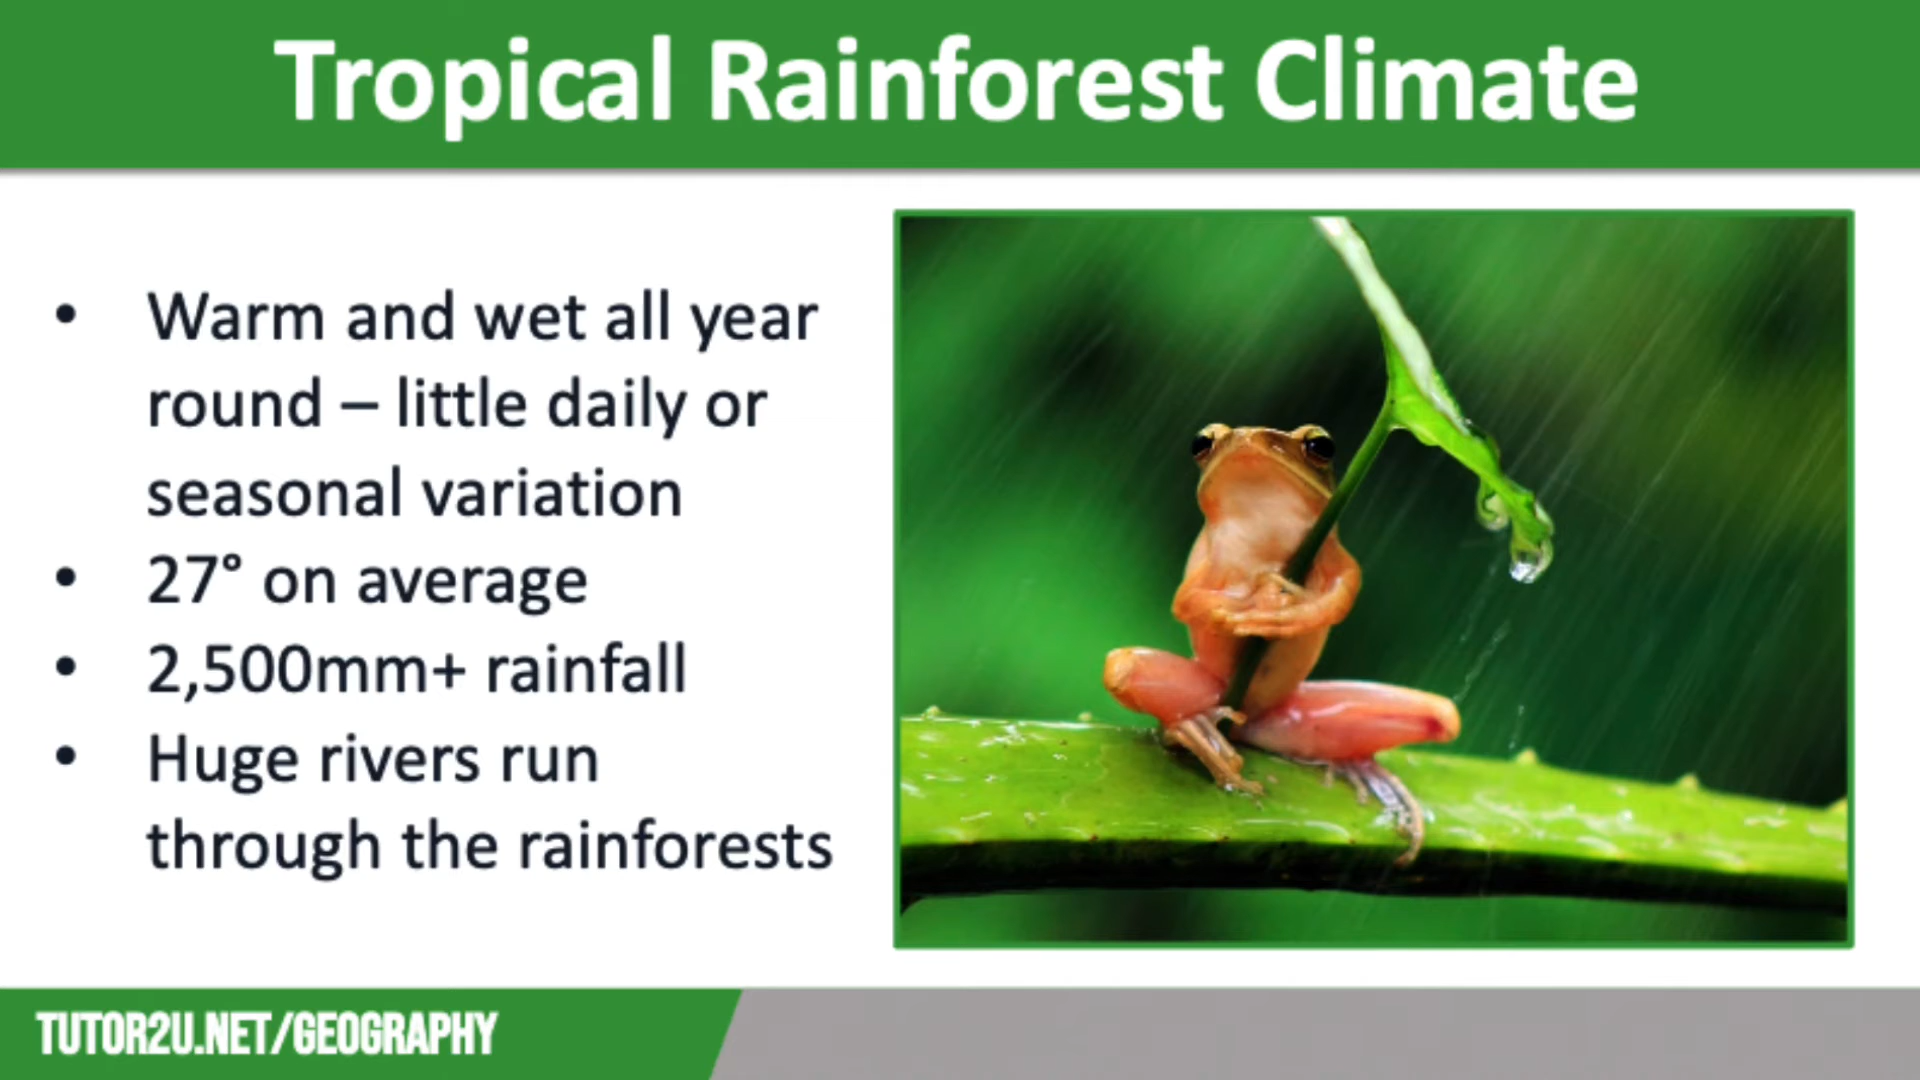 Tropical Rainforest Climate
• Warm and wet all year
round – little daily or
seasonal variation
• 27° on average
• 2,500mm+ rainfall
• Huge rivers run
through the rainforests
TUTOR2U.NET/GEOGRAPHY